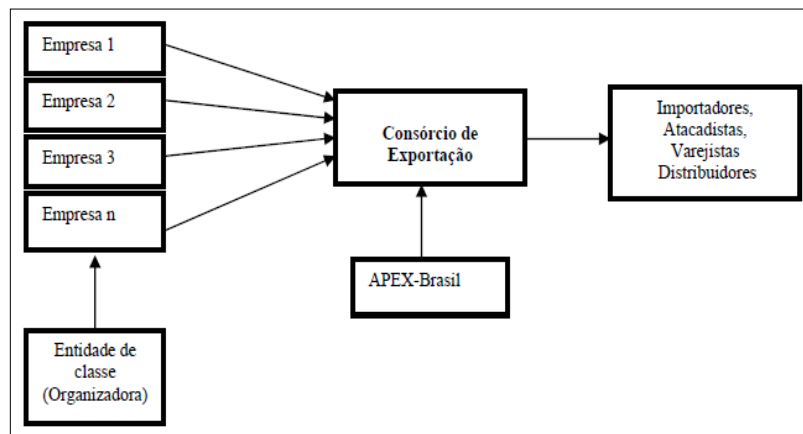 Empresa 1
Empresa 2
Empresa 3
Empresa n
Entidade de
classe
(Organizadora)
Consórcio de
Exportação
APEX-Brasil
Importadores,
Atacadistas,
Varejistas
Distribuidores